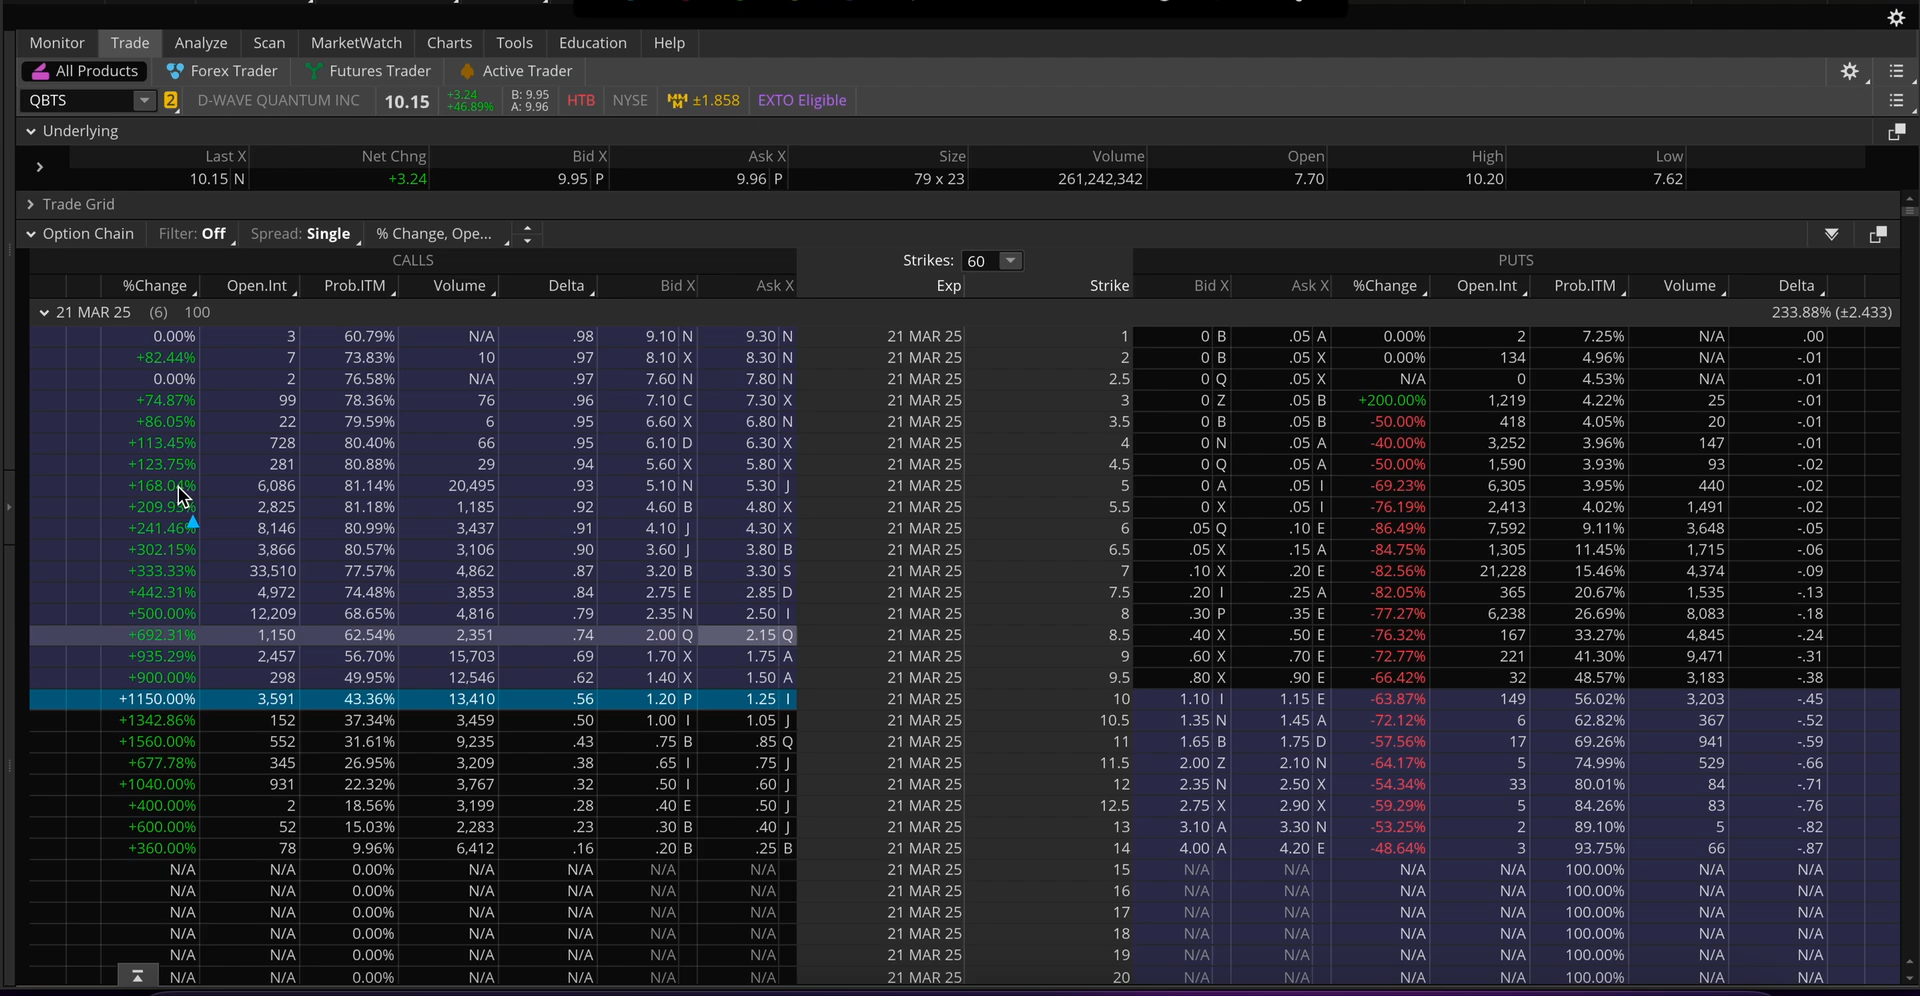 Monitor Trade Analyze Scan MarketWatch Charts Tools Education Help
All Products Forex Trader Futures Trader Active Trader
QBTS 2 D-WAVE QUANTUM INC 10.15 +3.24 +46.89% B: 9.95 A: 9.96 HTB NYSE MMM ±1.858 EXTO Eligible
Underlying
Last X Net Chng Bid X Ask X Size Volume Open High Low
10.15 N +3.24 9.95 P 9.96 P 79 x 23 261,242,342 7.70 10.20 7.62
Trade Grid
Option Chain Filter: Off Spread: Single % Change, Ope...
CALLS Strikes: 60 PUTS
%Change Open.Int Prob.ITM Volume Delta Bid X Ask X Exp Strike Bid X Ask X %Change Open.Int Prob.ITM Volume Delta
21 MAR 25 (6) 100 233.88% (±2.433)
0.00% 3 60.79% N/A .98 9.10 N 9.30 N 21 MAR 25 1 0 B .05 A 0.00% 2 7.25% N/A .00
+82.44% 7 73.83% 10 .97 8.10 X 8.30 N 21 MAR 25 2 0 B .05 X 0.00% 134 4.96% N/A -.01
0.00% 2 76.58% N/A .97 7.60 N 7.80 N 21 MAR 25 2.5 0 Q .05 X N/A 0 4.53% N/A -.01
+74.87% 99 78.36% 76 .96 7.10 C 7.30 X 21 MAR 25 3 0 Z .05 B +200.00% 1,219 4.22% 25 -.01
+86.05% 22 79.59% 6 .95 6.60 X 6.80 N 21 MAR 25 3.5 0 B .05 B -50.00% 418 4.05% 20 -.01
+113.45% 728 80.40% 66 .95 6.10 D 6.30 X 21 MAR 25 4 0 N .05 A -40.00% 3,252 3.96% 147 -.01
+123.75% 281 80.88% 29 .94 5.60 X 5.80 X 21 MAR 25 4.5 0 Q .05 A -50.00% 1,590 3.93% 93 -.02
+168.04% 6,086 81.14% 20,495 .93 5.10 N 5.30 J 21 MAR 25 5 0 A .05 I -69.23% 6,305 3.95% 440 -.02
2,825 81.18% 1,185 .92 4.60 B 4.80 X 21 MAR 25 5.5 0 X .05 I -76.19% 2,413 4.02% 1,491 -.02
+241.46% 8,146 80.99% 3,437 .91 4.10 J 4.30 X 21 MAR 25 6 .05 Q .10 E -86.49% 7,592 9.11% 3,648 -.05
+302.15% 3,866 80.57% 3,106 .90 3.60 J 3.80 B 21 MAR 25 6.5 .05 X .15 A -84.75% 1,305 11.45% 1,715 -.06
+333.33% 33,510 77.57% 4,862 .87 3.20 B 3.30 S 21 MAR 25 7 .10 X .20 E -82.56% 21,228 15.46% 4,374 -.09
+442.31% 4,972 74.48% 3,853 .84 2.75 E 2.85 D 21 MAR 25 7.5 .20 I .25 A -82.05% 365 20.67% 1,535 -.13
+500.00% 12,209 68.65% 4,816 .79 2.35 N 2.50 I 21 MAR 25 8 .30 P .35 E -77.27% 6,238 26.69% 8,083 -.18
+692.31% 1,150 62.54% 2,351 .74 2.00 Q 2.15 Q 21 MAR 25 8.5 .40 X .50 E -76.32% 167 33.27% 4,845 -.24
+935.29% 2,457 56.70% 15,703 .69 1.70 X 1.75 A 21 MAR 25 9 .60 X .70 E -72.77% 221 41.30% 9,471 -.31
+900.00% 298 49.95% 12,546 .62 1.40 X 1.50 A 21 MAR 25 9.5 .80 X .90 E -66.42% 32 48.57% 3,183 -.38
+1150.00% 3,591 43.36% 13,410 .56 1.20 P 1.25 I 21 MAR 25 10 1.10 I 1.15 E -63.87% 149 56.02% 3,203 -.45
+1342.86% 152 37.34% 3,459 .50 1.00 I 1.05 J 21 MAR 25 10.5 1.35 N 1.45 A -72.12% 6 62.82% 367 -.52
+1560.00% 552 31.61% 9,235 .43 .75 B .85 Q 21 MAR 25 11 1.65 B 1.75 D -57.56% 17 69.26% 941 -.59
+677.78% 345 26.95% 3,209 .38 .65 I .75 J 21 MAR 25 11.5 2.00 Z 2.10 N -64.17% 5 74.99% 529 -.66
+1040.00% 931 22.32% 3,767 .32 .50 I .60 J 21 MAR 25 12 2.35 N 2.50 X -54.34% 33 80.01% 84 -.71
+400.00% 2 18.56% 3,199 .28 .40 E .50 J 21 MAR 25 12.5 2.75 X 2.90 X -59.29% 5 84.26% 83 -.76
+600.00% 52 15.03% 2,283 .23 .30 B .40 J 21 MAR 25 13 3.10 A 3.30 N -53.25% 2 89.10% 5 -.82
+360.00% 78 9.96% 6,412 .16 .20 B .25 B 21 MAR 25 14 4.00 A 4.20 E -48.64% 3 93.75% 66 -.87
N/A N/A 0.00% N/A N/A N/A N/A 21 MAR 25 15 N/A N/A N/A N/A 100.00% N/A N/A
N/A N/A 0.00% N/A N/A N/A N/A 21 MAR 25 16 N/A N/A N/A N/A 100.00% N/A N/A
N/A N/A 0.00% N/A N/A N/A N/A 21 MAR 25 17 N/A N/A N/A N/A 100.00% N/A N/A
N/A N/A 0.00% N/A N/A N/A N/A 21 MAR 25 18 N/A N/A N/A N/A 100.00% N/A N/A
N/A N/A 0.00% N/A N/A N/A N/A 21 MAR 25 19 N/A N/A N/A N/A 100.00% N/A N/A
N/A N/A 0.00% N/A N/A N/A N/A 21 MAR 25 20 N/A N/A N/A N/A 100.00% N/A N/A